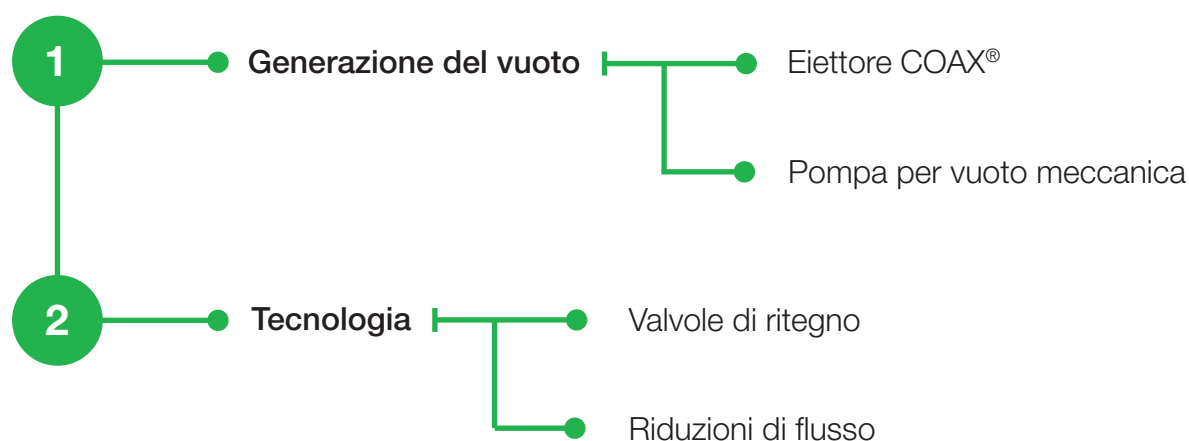 1
Generazione del vuoto
Eiettore COAX®
Pompa per vuoto meccanica
2
Tecnologia
Valvole di ritegno
Riduzioni di flusso